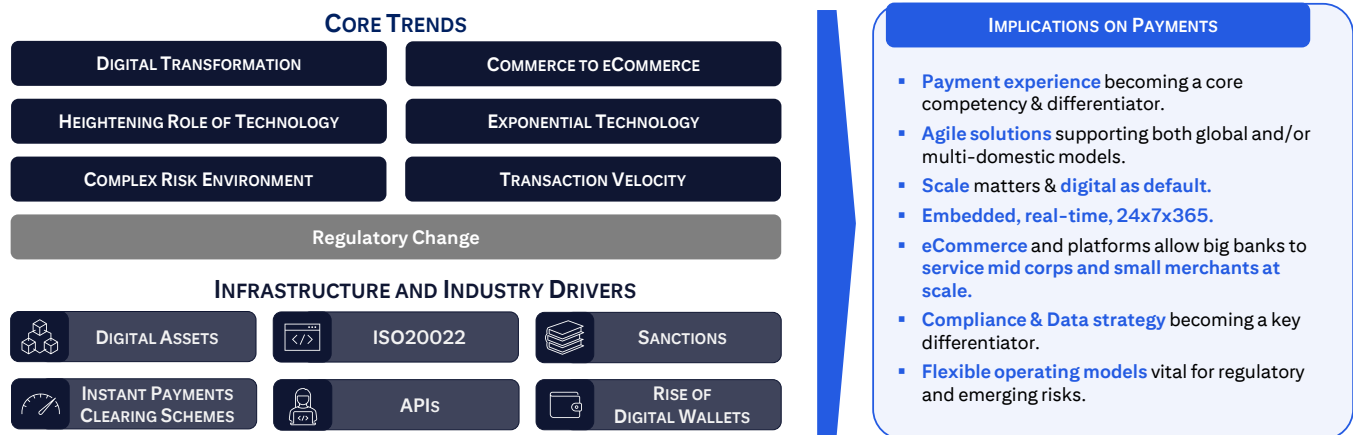 CORE TRENDS
DIGITAL TRANSFORMATION
COMMERCE TO eCOMMERCE
HEIGHTENING ROLE OF TECHNOLOGY
EXPONENTIAL TECHNOLOGY
COMPLEX RISK ENVIRONMENT
TRANSACTION VELOCITY
Regulatory Change
INFRASTRUCTURE AND INDUSTRY DRIVERS
DIGITAL ASSETS
</>
ISO20022
SANCTIONS
INSTANT PAYMENTS
CLEARING SCHEMES
</>
APIS
RISE OF
DIGITAL WALLETS
IMPLICATIONS ON PAYMENTS
▪ Payment experience becoming a core
competency & differentiator.
▪ Agile solutions supporting both global and/or
multi-domestic models.
▪ Scale matters & digital as default.
▪ Embedded, real-time, 24x7x365.
▪ eCommerce and platforms allow big banks to
service mid corps and small merchants at
scale.
▪ Compliance & Data strategy becoming a key
differentiator.
▪ Flexible operating models vital for regulatory
and emerging risks.